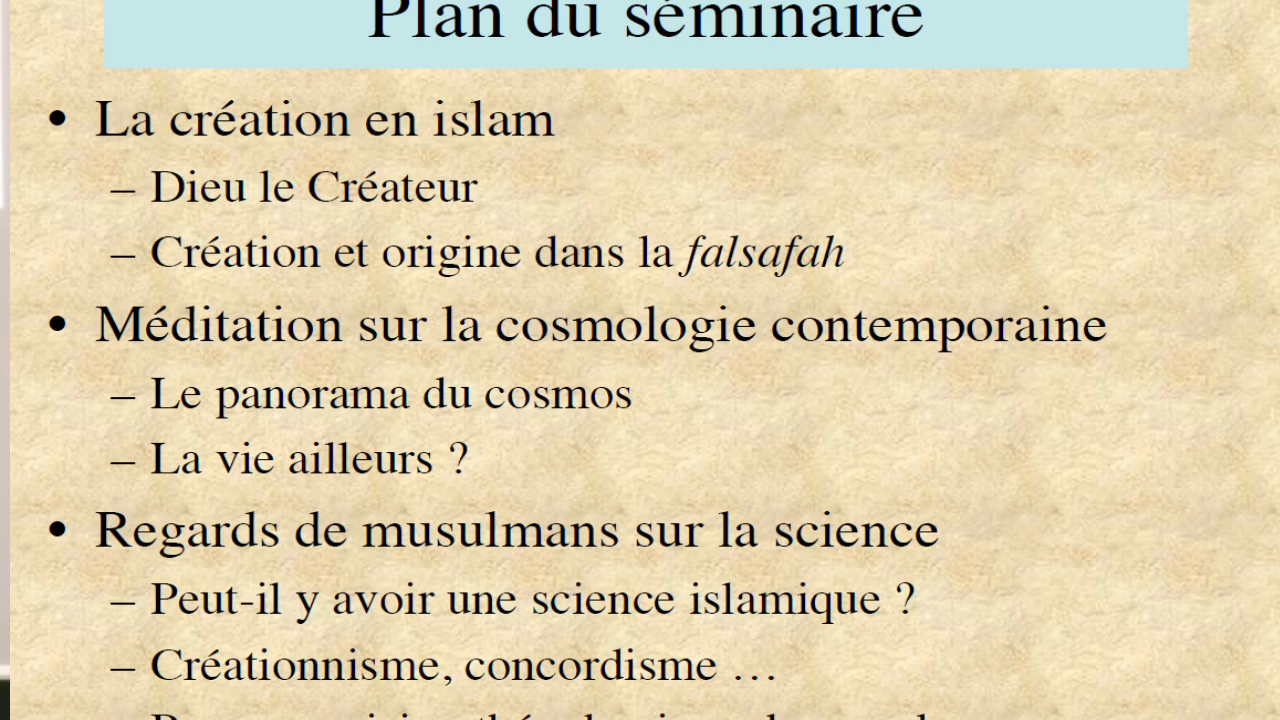 Plan du séminaire
• La création en islam
– Dieu le Créateur
– Création et origine dans la falsafah
• Méditation sur la cosmologie contemporaine
– Le panorama du cosmos
– La vie ailleurs ?
• Regards de musulmans sur la science
– Peut-il y avoir une science islamique ?
– Créationnisme, concordisme …